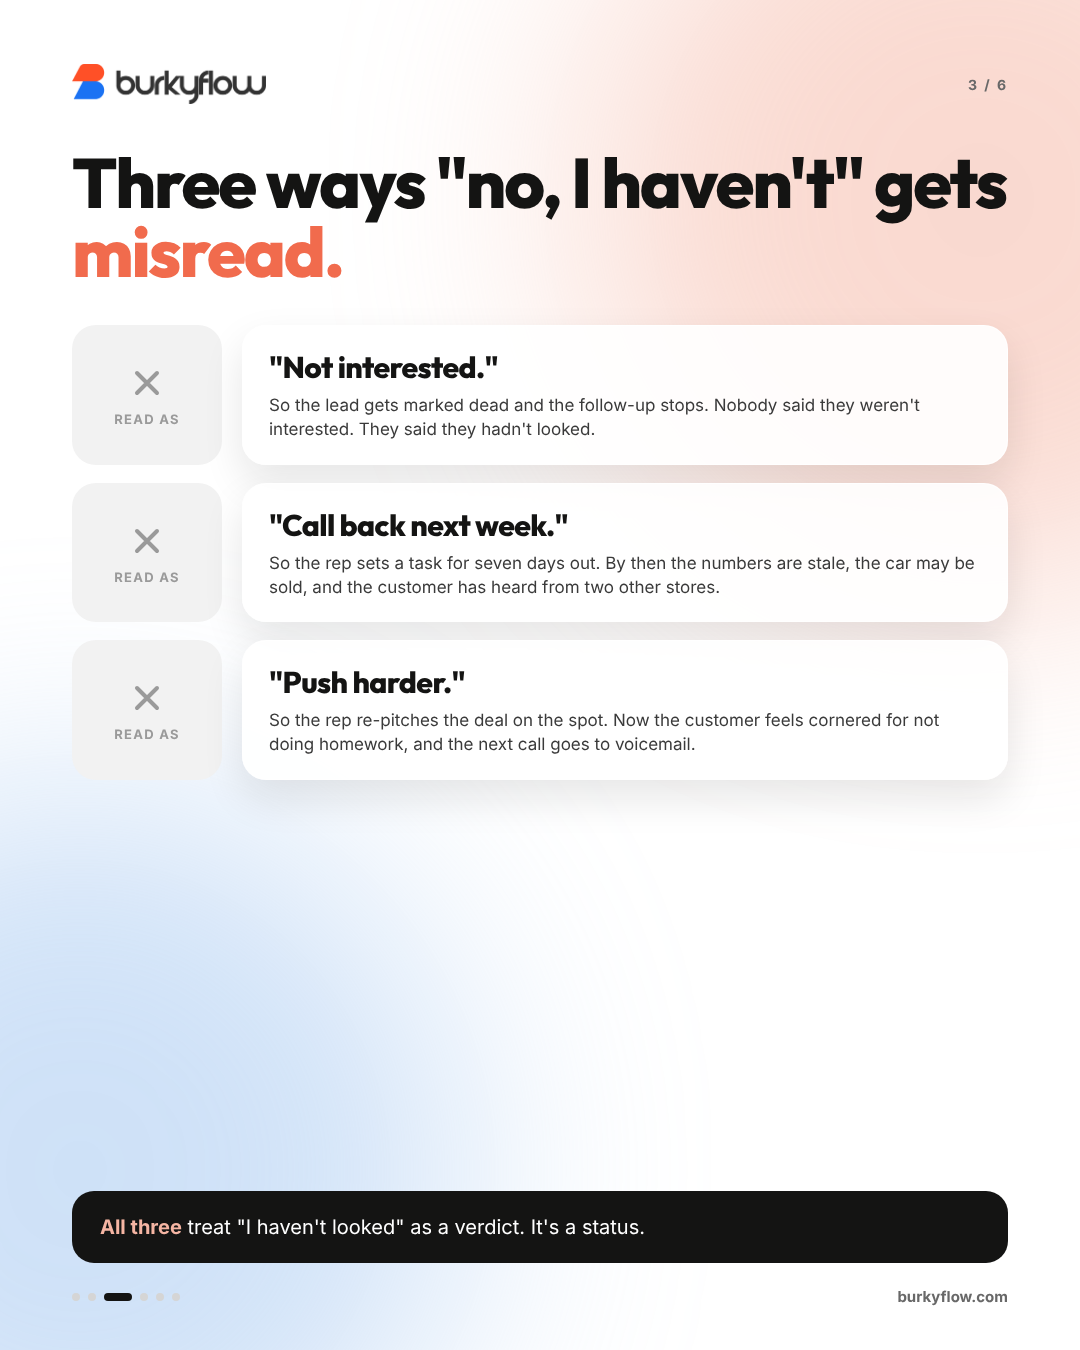 burkyflow
3 / 6
Three ways "no, I haven't" gets
misread.
READ AS
"Not interested."
So the lead gets marked dead and the follow-up stops. Nobody said they weren't
interested. They said they hadn't looked.
READ AS
"Call back next week."
So the rep sets a task for seven days out. By then the numbers are stale, the car may be
sold, and the customer has heard from two other stores.
READ AS
"Push harder."
So the rep re-pitches the deal on the spot. Now the customer feels cornered for not
doing homework, and the next call goes to voicemail.
All three treat "I haven't looked" as a verdict. It's a status.
burkyflow.com